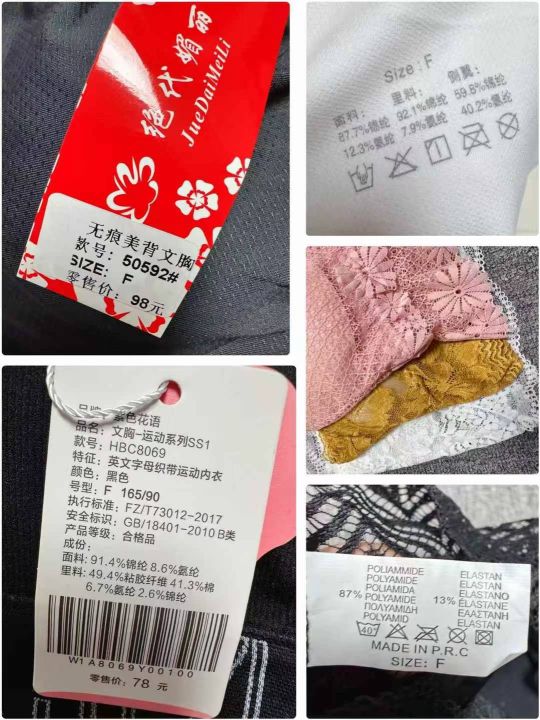 绝代媚丽
JueDaiMeiLi
无痕美背文胸
款号：50592#
SIZE: F
零售价：98元
Size: F
面料： 里料： 侧翼：
87.7%锦纶 92.1%锦纶 59.8%锦纶
12.3%氨纶 7.9%氨纶 40.2%氨纶
色花语
品名：文胸-运动系列SS1
款号：HBC8069
特征：英文字母织带运动内衣
颜色：黑色
号型：F 165/90
执行标准：FZ/T73012-2017
安全标识：GB/18401-2010 B类
产品等级：合格品
成份：
面料：91.4%锦纶 8.6%氨纶
里料：49.4%粘胶纤维 41.3%棉
6.7%氨纶 2.6%锦纶
W1A8069Y00100
零售价：78 元
POLIAMMIDE ELASTAN
POLYAMIDE ELASTAN
POLIAMIDA ELASTANO
87% POLYAMID 13% ELASTANE
ΠΟΛΥΑΜΙΔΗ ΕΛΑΣΤΑΝΗ
POLYAMIDE ELASTAN
40°
MADE IN P.R.C
SIZE: F